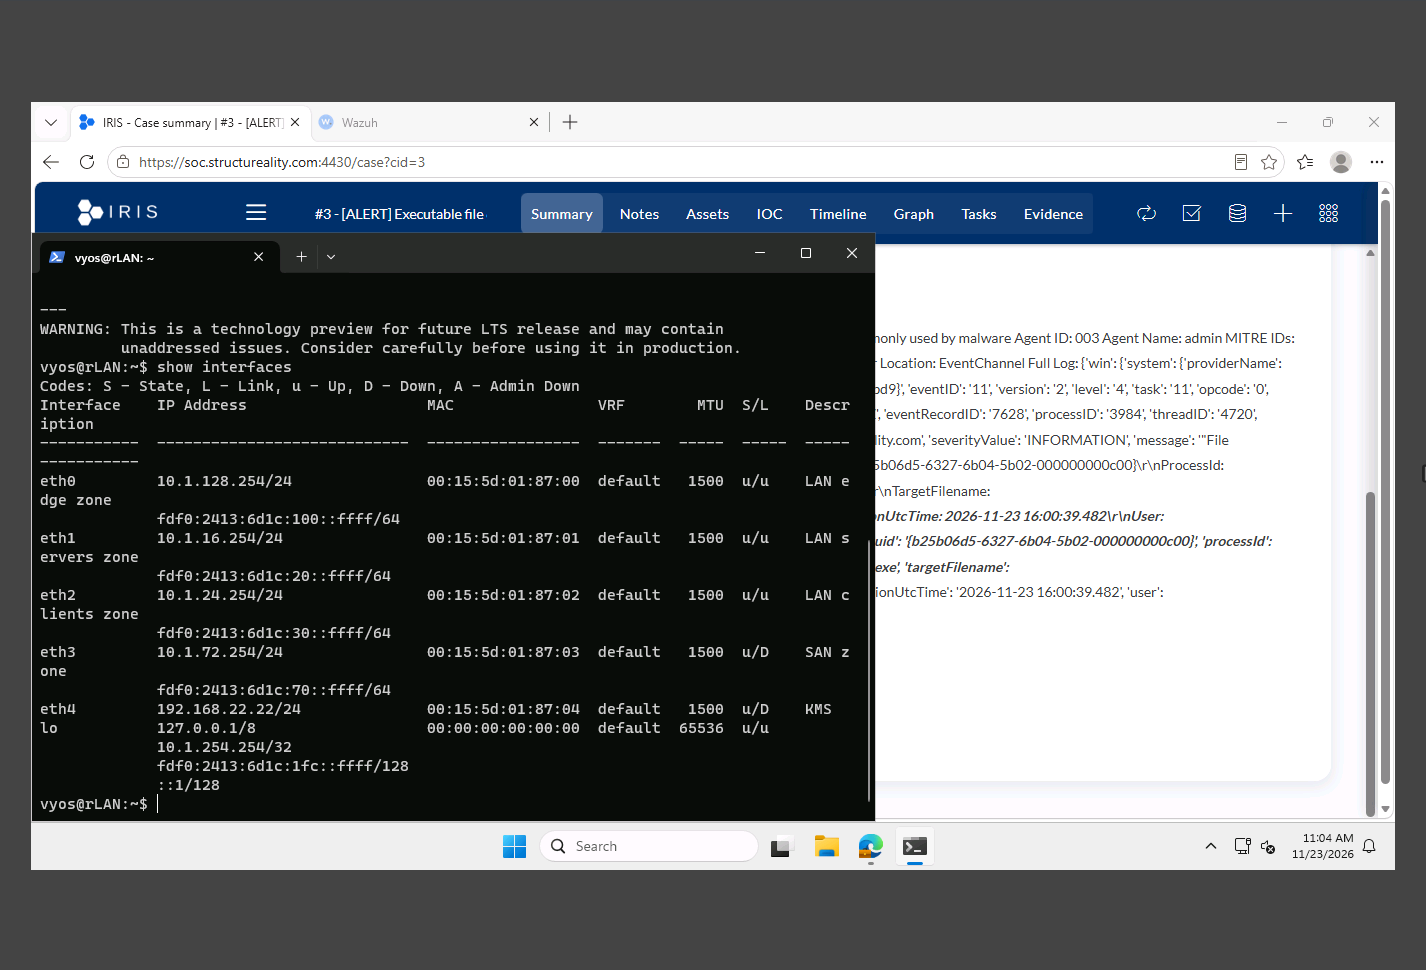 IRIS - Case summary | #3 - [ALERT]
Wazuh
https://soc.structureality.com:4430/case?cid=3
IRIS
#3 - [ALERT] Executable file
Summary
Notes
Assets
IOC
Timeline
Graph
Tasks
Evidence
vyos@rLAN: ~
---
WARNING: This is a technology preview for future LTS release and may contain
unaddressed issues. Consider carefully before using it in production.
vyos@rLAN:~$ show interfaces
Codes: S - State, L - Link, u - Up, D - Down, A - Admin Down
Interface    IP Address                    MAC                VRF        MTU  S/L    Descr
iption
-----------  ----------------------------  -----------------  -------  -----  -----  -----
-----------
eth0         10.1.128.254/24               00:15:5d:01:87:00  default   1500  u/u    LAN e
dge zone
fdf0:2413:6d1c:100::ffff/64
eth1         10.1.16.254/24                00:15:5d:01:87:01  default   1500  u/u    LAN s
ervers zone
fdf0:2413:6d1c:20::ffff/64
eth2         10.1.24.254/24                00:15:5d:01:87:02  default   1500  u/u    LAN c
lients zone
fdf0:2413:6d1c:30::ffff/64
eth3         10.1.72.254/24                00:15:5d:01:87:03  default   1500  u/D    SAN z
one
fdf0:2413:6d1c:70::ffff/64
eth4         192.168.22.22/24              00:15:5d:01:87:04  default   1500  u/D    KMS
lo           127.0.0.1/8                   00:00:00:00:00:00  default  65536  u/u
10.1.254.254/32
fdf0:2413:6d1c:1fc::ffff/128
::1/128
vyos@rLAN:~$
monly used by malware Agent ID: 003 Agent Name: admin MITRE IDs:
r Location: EventChannel Full Log: {'win': {'system': {'providerName':
bd9}', 'eventID': '11', 'version': '2', 'level': '4', 'task': '11', 'opcode': '0',
', 'eventRecordID': '7628', 'processID': '3984', 'threadID': '4720',
lity.com', 'severityValue': 'INFORMATION', 'message': '"File
5b06d5-6327-6b04-5b02-000000000c00}\r\nProcessId:
r\nTargetFilename:
onUtcTime: 2026-11-23 16:00:39.482\r\nUser:
uid': '{b25b06d5-6327-6b04-5b02-000000000c00}', 'processId':
exe', 'targetFilename':
ionUtcTime': '2026-11-23 16:00:39.482', 'user':
Search
11:04 AM
11/23/2026